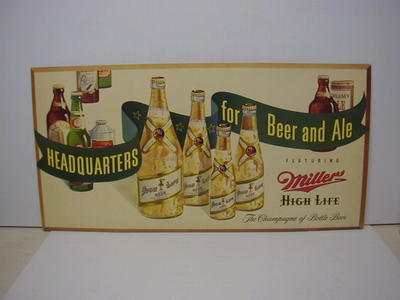 HEADQUARTERS
for
Beer and Ale
FEATURING
Miller
HIGH LIFE
The Champagne of Bottle Beer